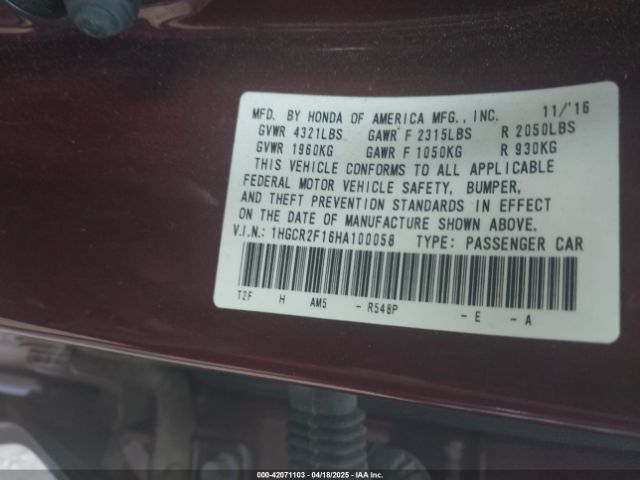 MFD. BY HONDA OF AMERICA MFG., INC. 11/'16
GVWR 4321LBS GAWR F 2315LBS R 2050LBS
GVWR 1960KG GAWR F 1050KG R 930KG
THIS VEHICLE CONFORMS TO ALL APPLICABLE
FEDERAL MOTOR VEHICLE SAFETY, BUMPER,
AND THEFT PREVENTION STANDARDS IN EFFECT
ON THE DATE OF MANUFACTURE SHOWN ABOVE.
V.I.N.: 1HGCR2F16HA100058 TYPE: PASSENGER CAR
T2F H AM5 - R548P - E - A
000-42071103 - 04/18/2025 - IAA Inc.